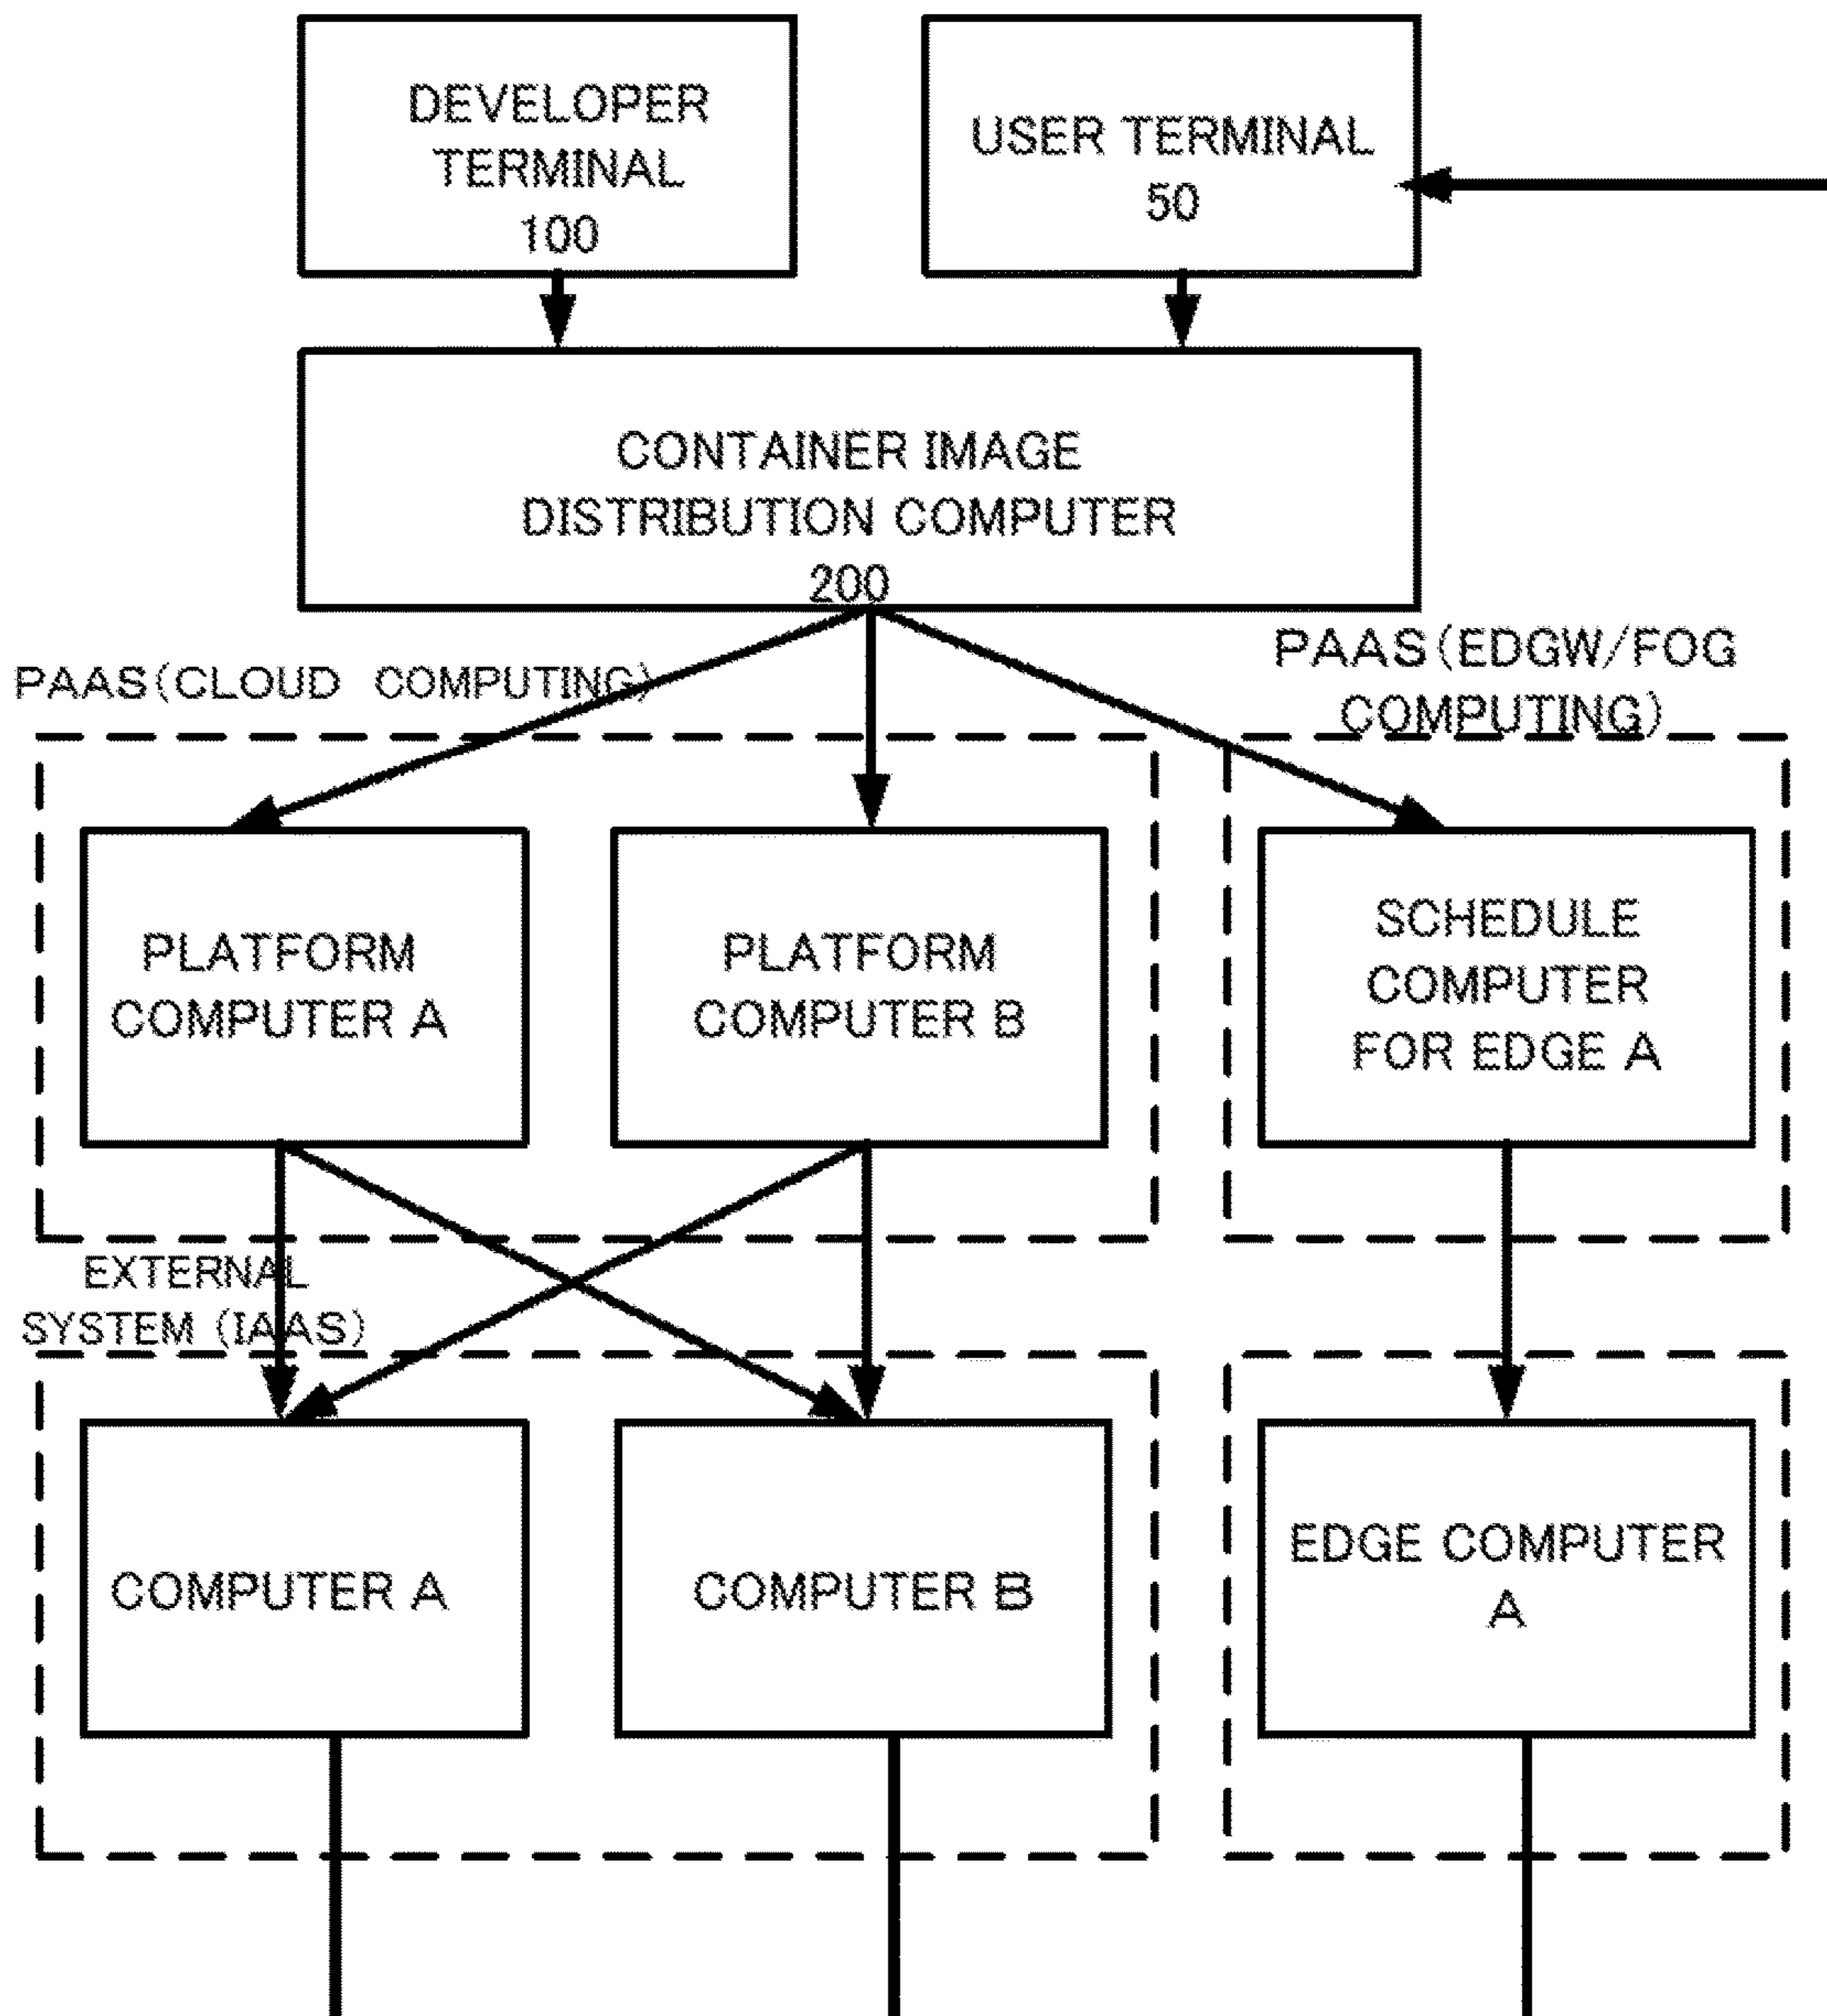 DEVELOPER
TERMINAL
100
USER TERMINAL
50
CONTAINER IMAGE
DISTRIBUTION COMPUTER
200
PAAS(CLOUD COMPUTING)
PAAS(EDGW/FOG
COMPUTING)
PLATFORM
COMPUTER A
PLATFORM
COMPUTER B
SCHEDULE
COMPUTER
FOR EDGE A
EXTERNAL
SYSTEM (IAAS)
COMPUTER A
COMPUTER B
EDGE COMPUTER
A